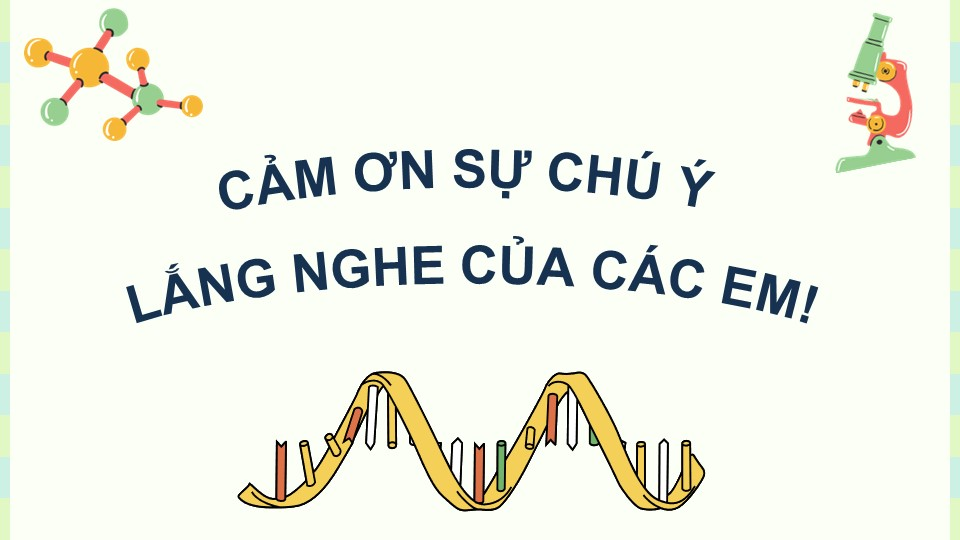 CẢM ƠN SỰ CHÚ Ý
LẮNG NGHE CỦA CÁC EM!